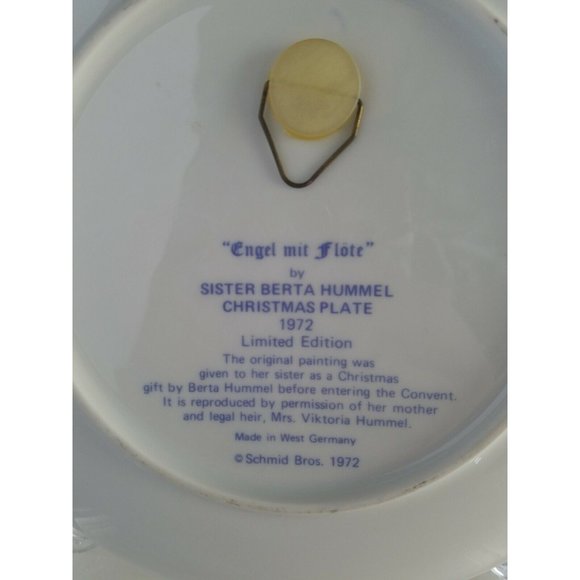 "Engel mit Flöte"
by
SISTER BERTA HUMMEL
CHRISTMAS PLATE
1972
Limited Edition
The original painting was
given to her sister as a Christmas
gift by Berta Hummel before entering the Convent.
It is reproduced by permission of her mother
and legal heir, Mrs. Viktoria Hummel.
Made in West Germany
© Schmid Bros. 1972